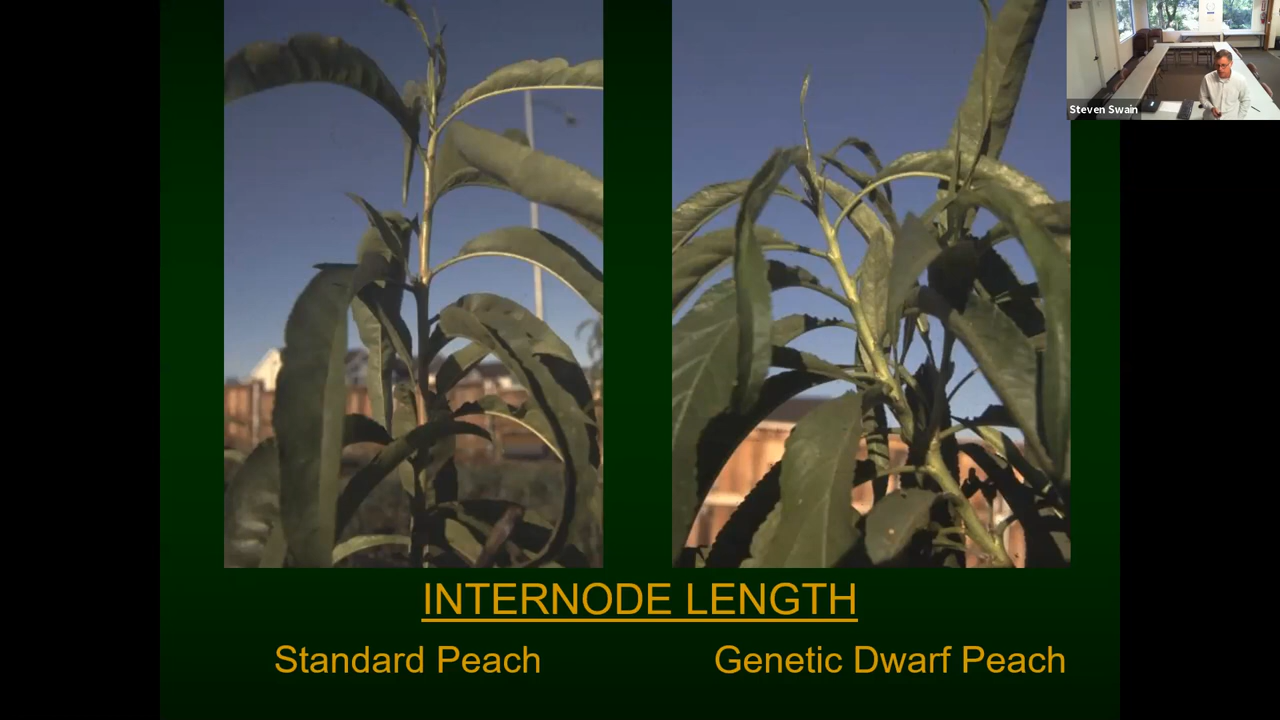 Steven Swain
INTERNODE LENGTH
Standard Peach
Genetic Dwarf Peach